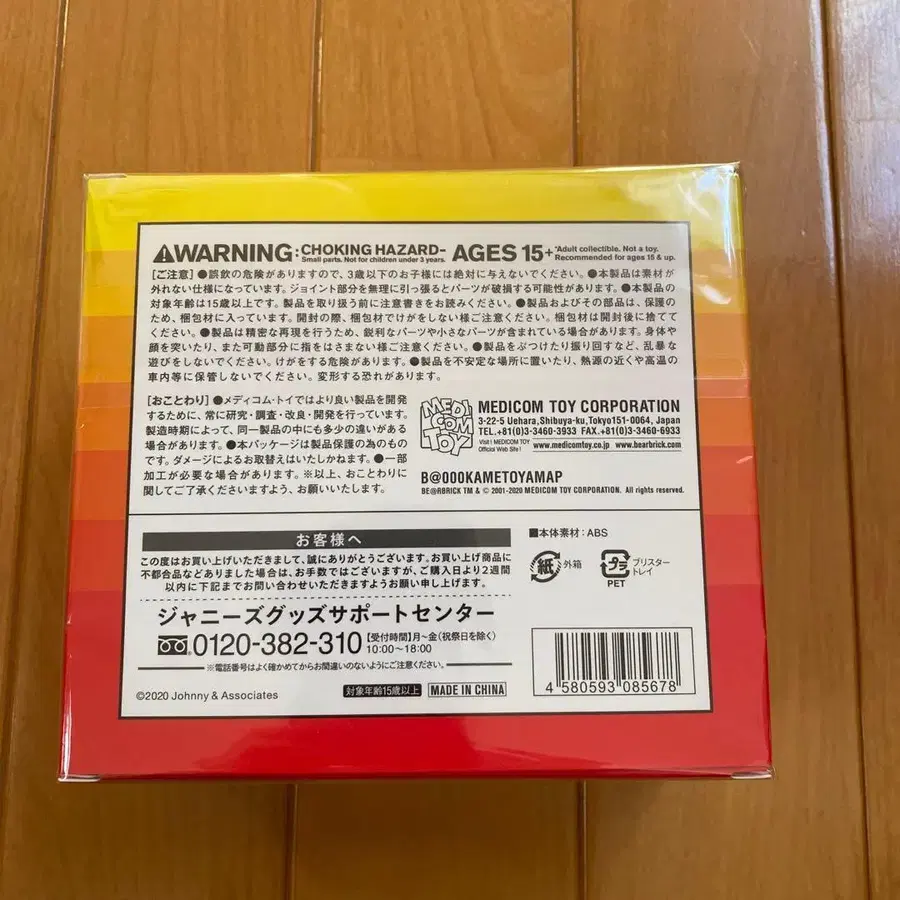 ⚠WARNING: CHOKING HAZARD- AGES 15+ *Adult collectible. Not a toy.
Small parts. Not for children under 3 years. Recommended for ages 15 & up.
[ご注意] ●誤飲の危険がありますので、3歳以下のお子様には絶対に与えないでください。●本製品は素材が
外れない仕様になっています。ジョイント部分を無理に引っ張るとパーツが破損する可能性があります。●本製品の
対象年齢は15歳以上です。製品を取り扱う前に注意書きをお読みください。●製品およびその部品は、保護の
ため、梱包材に入っています。開封の際、梱包材でけがをしない様ご注意ください。梱包材は開封後に捨てて
ください。●製品は精密な再現を行うため、鋭利なパーツや小さなパーツが含まれている場合があります。身体や
顔を突いたり、また可動部分に指をはさまない様ご注意ください。●製品をぶつけたり振り回すなど、乱暴な
遊びをしないでください。けがをする危険があります。●製品を不安定な場所に置いたり、熱源の近くや高温の
車内等に保管しないでください。変形する恐れがあります。
[おことわり] ●メディコム・トイではより良い製品を開発
するために、常に研究・調査・改良・開発を行っています。
製造時期によって、同一製品の中にも多少の違いがある
場合があります。●本パッケージは製品保護の為のもの
です。ダメージによるお取替えはいたしかねます。●一部
加工が必要な場合があります。※以上、おことわりに
関してご了承くださいますよう、お願いいたします。
MEDI COM TOY
MEDICOM TOY CORPORATION
3-22-5 Uehara,Shibuya-ku,Tokyo151-0064, Japan
TEL.+81(0)3-3460-3933 FAX.+81(0)3-3460-6933
Visit! MEDICOM TOY Official Web Site! www.medicomtoy.co.jp www.bearbrick.com
B@000KAMETOYAMAP
BE@RBRICK TM & © 2001-2020 MEDICOM TOY CORPORATION. All rights reserved.
お客様へ
この度はお買い上げいただきまして、誠にありがとうございます。お買い上げ商品に
不都合品などありました場合は、お手数ではございますが、ご購入日より2週間
以内に下記までお問い合わせいただきますようお願い申し上げます。
ジャニーズグッズサポートセンター
0120-382-310 【受付時間】月~金(祝祭日を除く)
10:00~18:00
※電話番号はよく確かめてからお間違いのないようにご注意ください。
©2020 Johnny & Associates
対象年齢15歳以上 MADE IN CHINA
■本体素材:ABS
紙 外箱
プラ ブリスタートレイ
PET
4 580593 085678